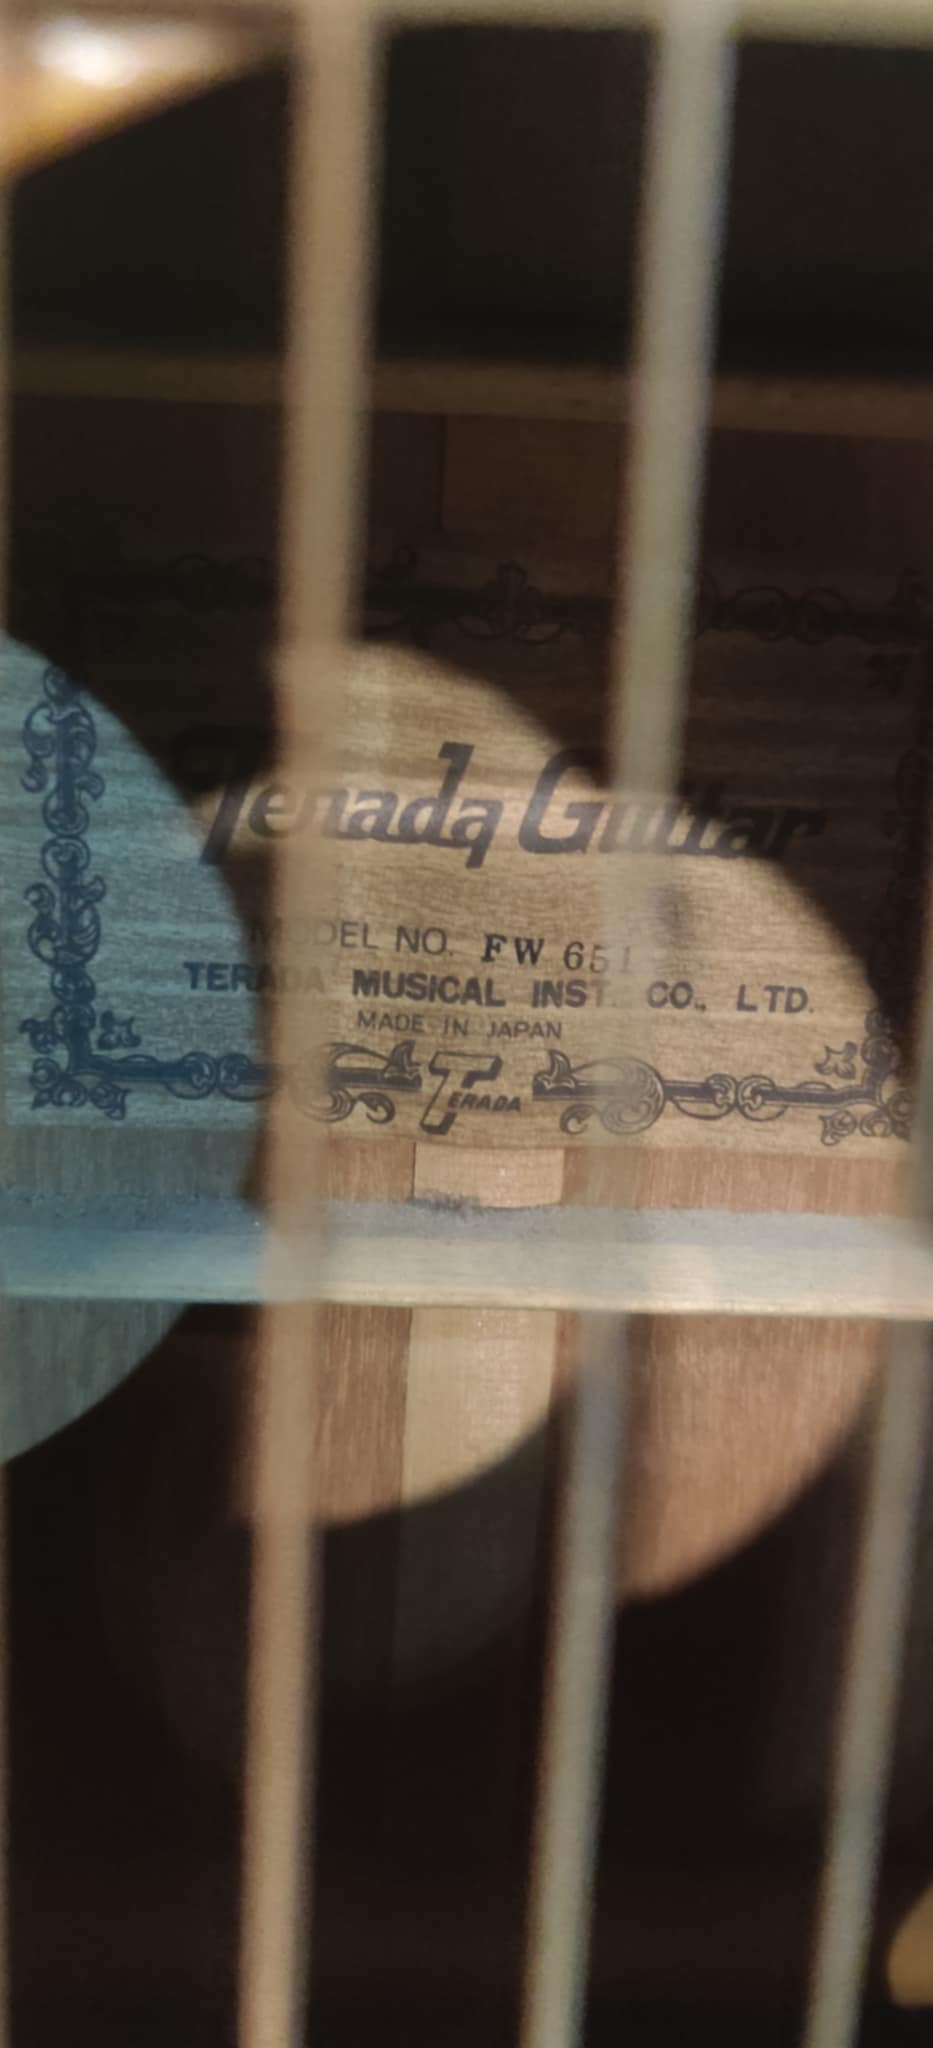 Terada Guitar
MODEL NO. FW 651
TERADA MUSICAL INST. CO., LTD.
MADE IN JAPAN
TERADA